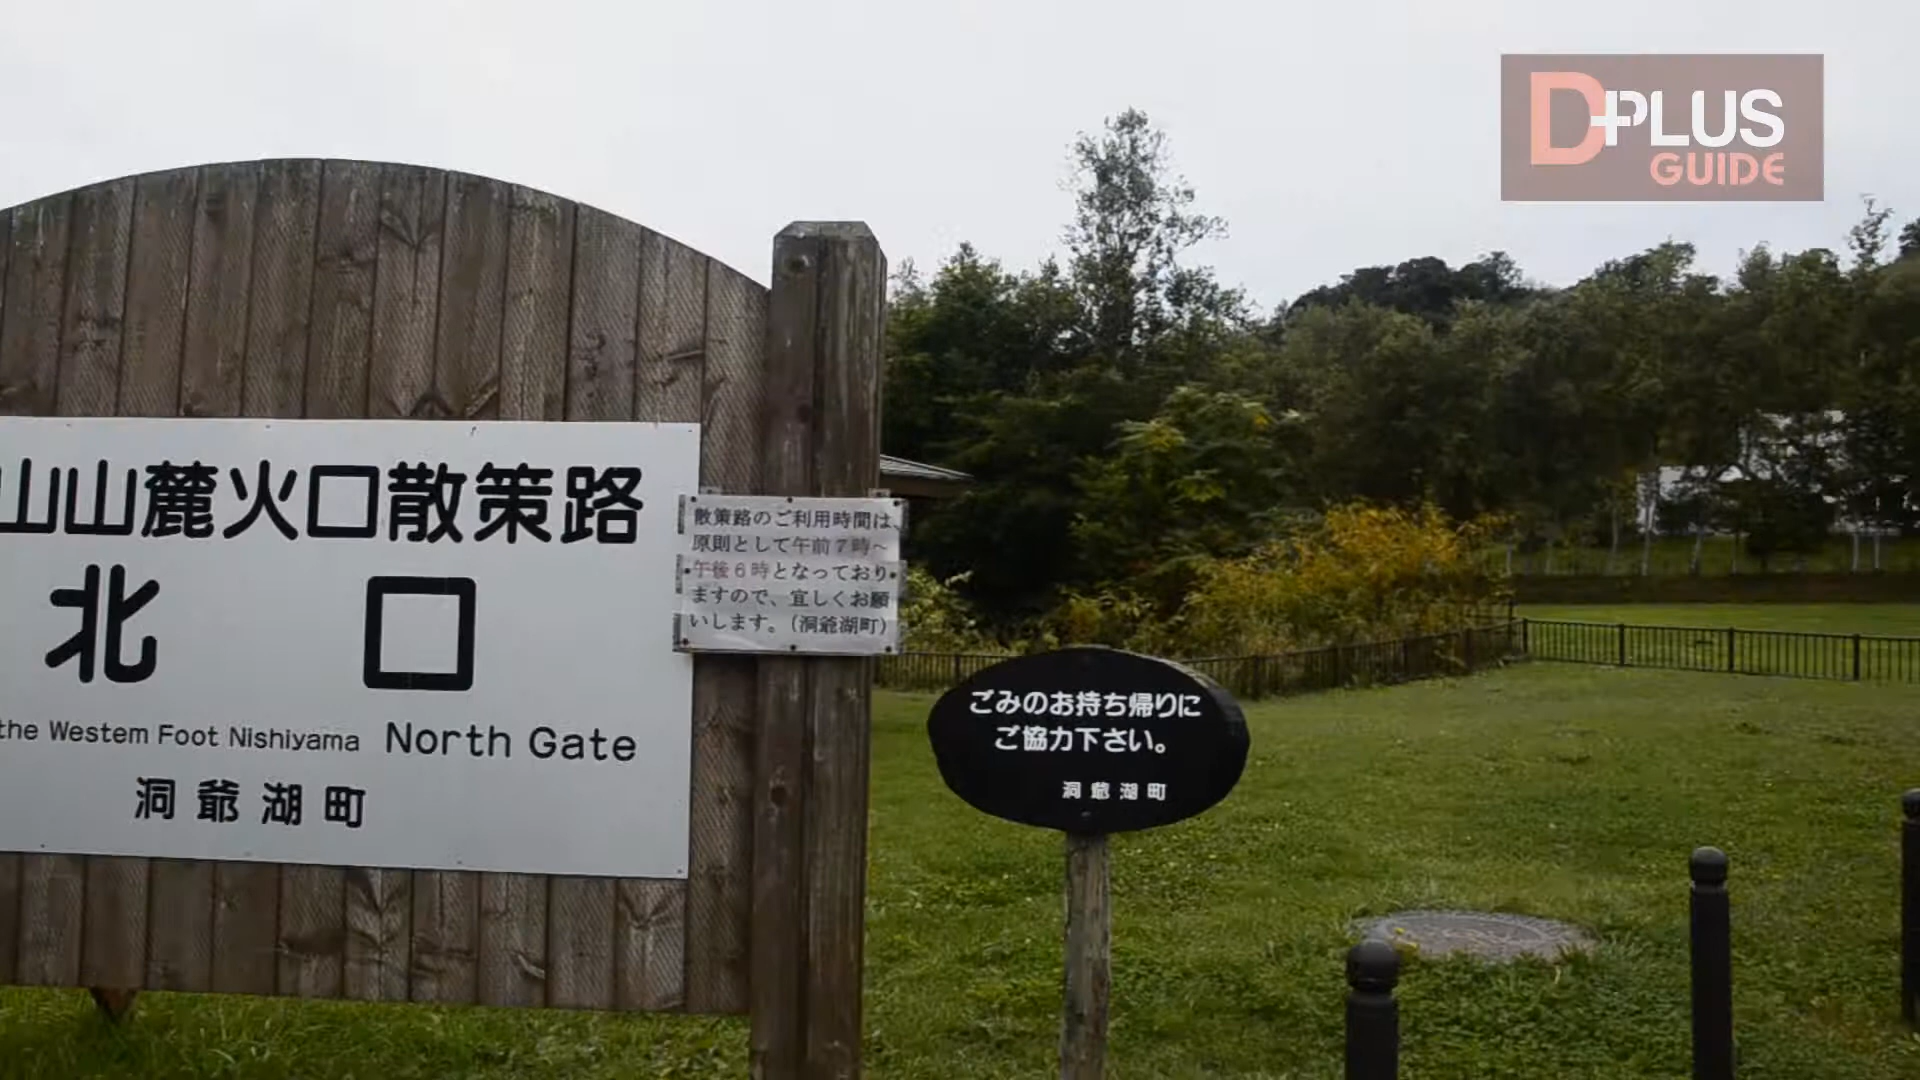 山山麓火口散策路
北 口
the Westem Foot Nishiyama North Gate
洞爺湖町
散策路のご利用時間は、
原則として午前7時～
午後6時となっており
ますので、宜しくお願
いします。(洞爺湖町)
ごみのお持ち帰りに
ご協力下さい。
洞爺湖町
D+PLUS
GUIDE